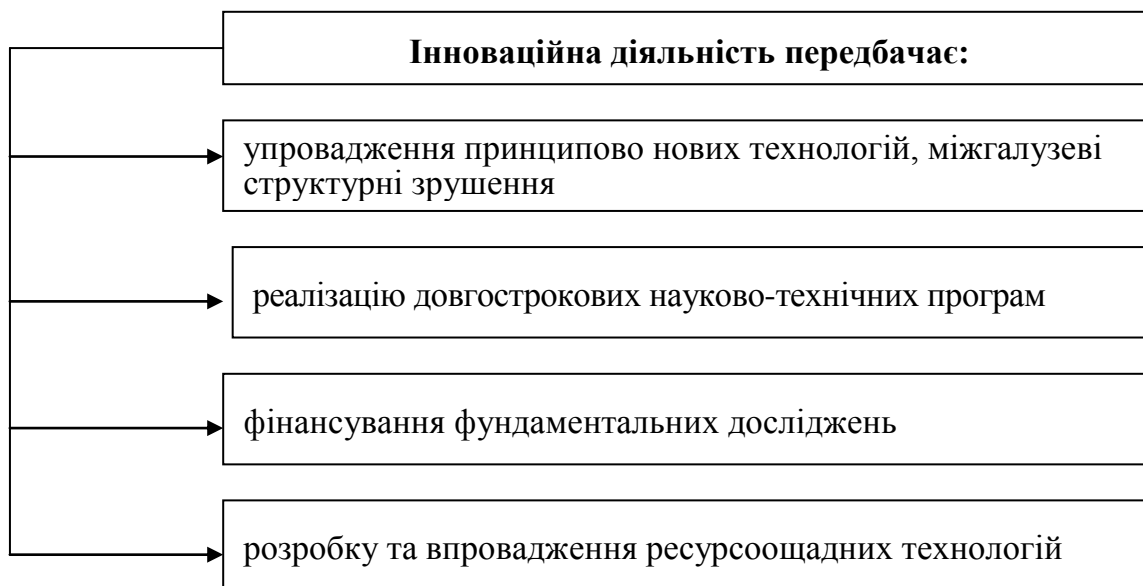 Інноваційна діяльність передбачає:
упровадження принципово нових технологій, міжгалузеві
структурні зрушення
реалізацію довгострокових науково-технічних програм
фінансування фундаментальних досліджень
розробку та впровадження ресурсоощадних технологій